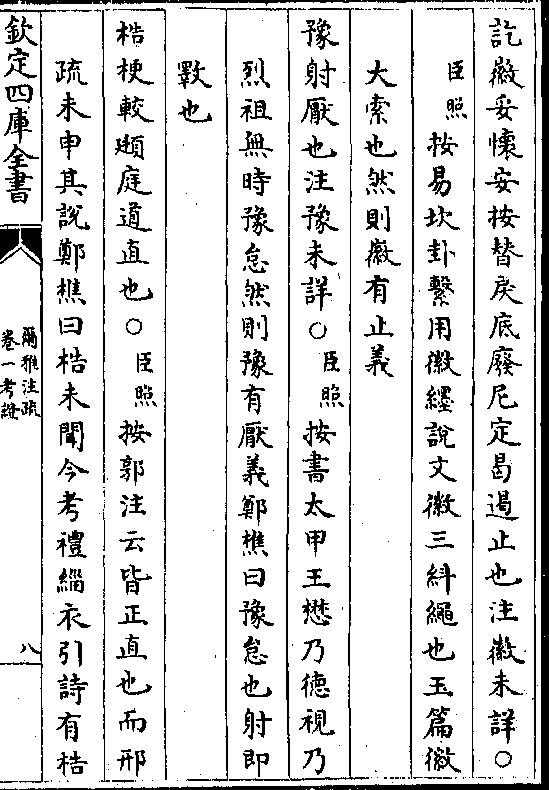 訖徽妥懷安按替戾底廢尼定曷遏止也注徽未詳○
臣照按易坎卦繫用徽纆說文徽三糾繩也玉篇徽
大索也然則徽有止義
豫射厭也注豫未詳○臣照按書太甲王懋乃德視乃
烈祖無時豫怠然則豫有厭義鄭樵曰豫怠也射即
斁也
梏梗較頲庭道直也○臣照按郭注云皆正直也而邢
疏未申其說鄭樵曰梏未聞今考禮緇衣引詩有梏
欽定四庫全書
爾雅注疏
卷一考證
八